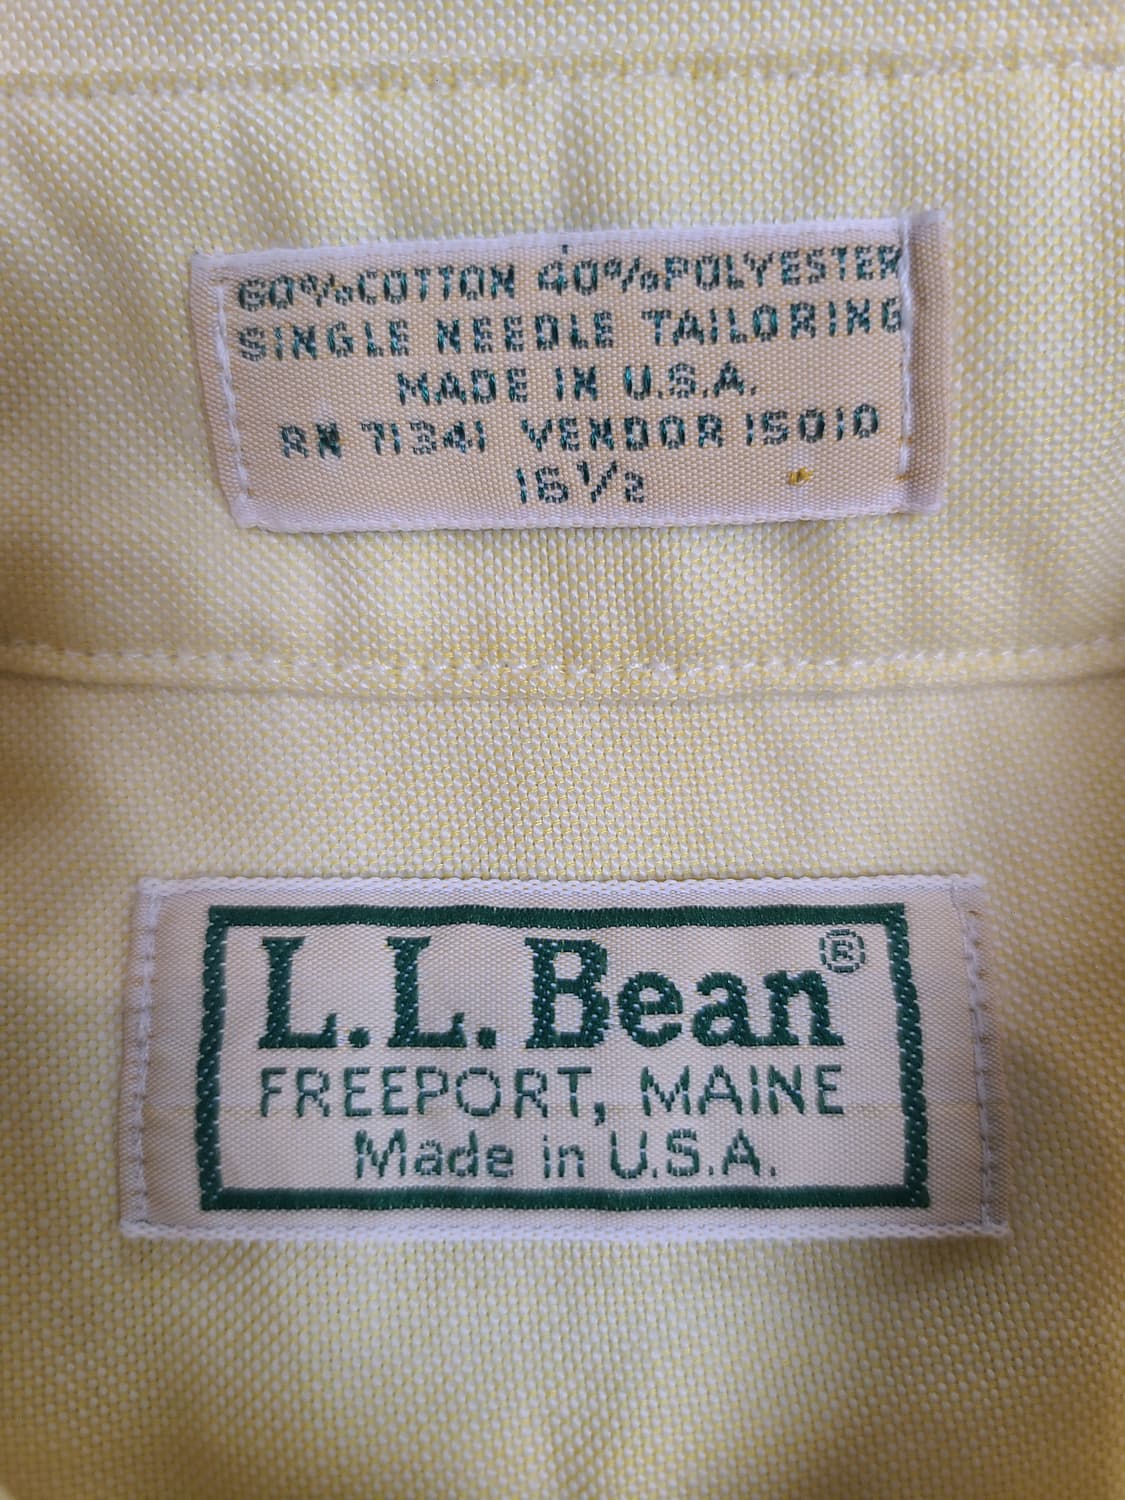 60% COTTON 40% POLYESTER
SINGLE NEEDLE TAILORING
MADE IN U.S.A.
RN 71341 VENDOR 15010
16 1/2
L.L.Bean®
FREEPORT, MAINE
Made in U.S.A.